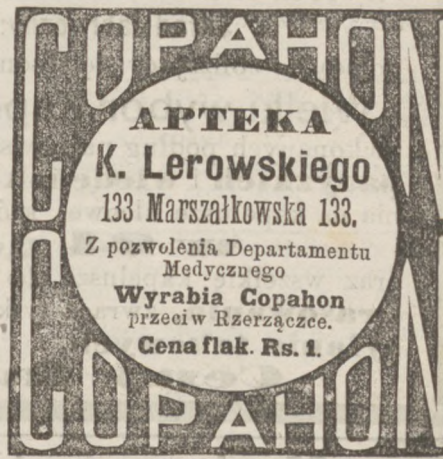 COPAHON
APTEKA
K. Lerowskiego
133 Marszałkowska 133.
Z pozwolenia Departamentu
Medycznego
Wyrabia Copahon
przeciw Rzerzączce.
Cena flak. Rs. 1.
COPAHON